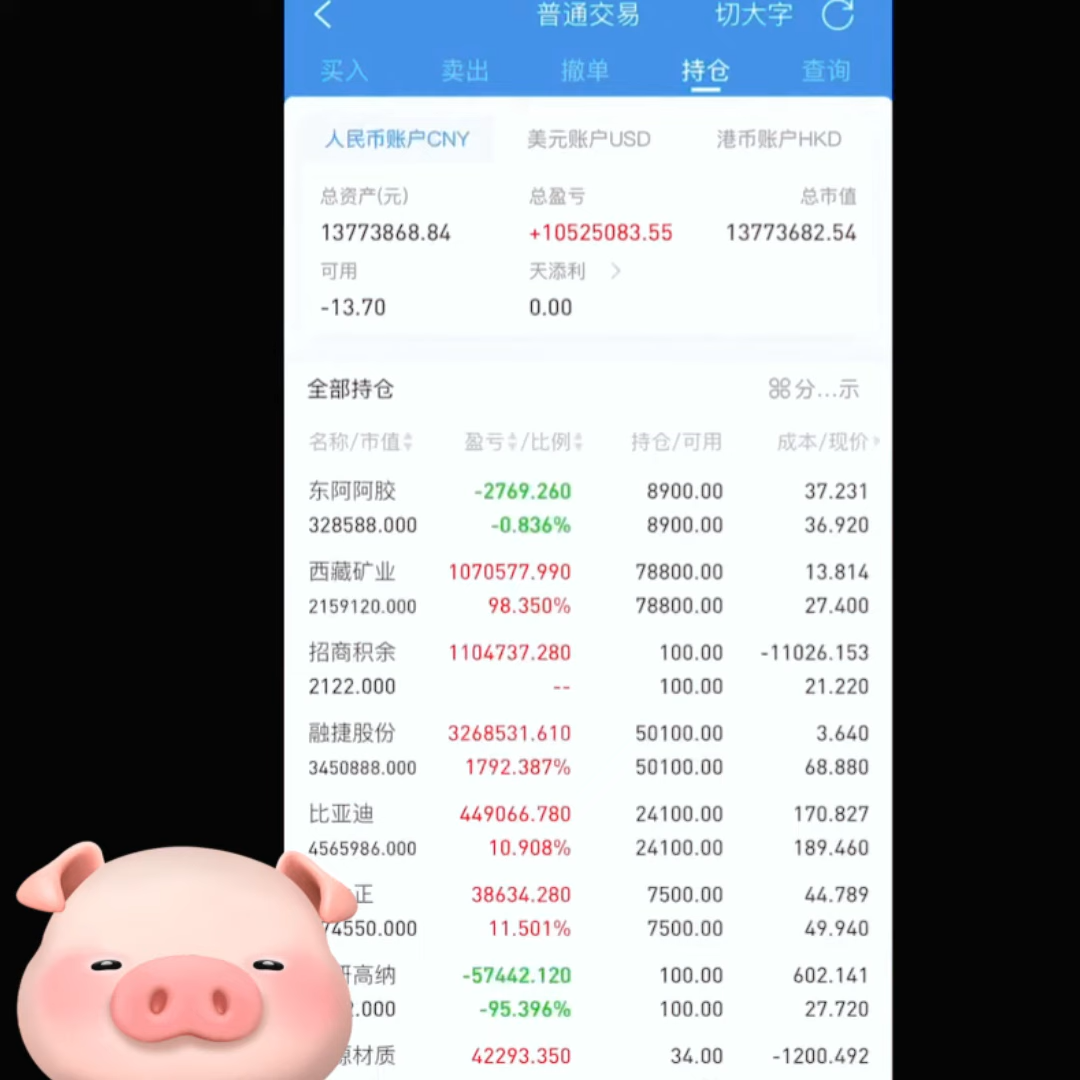 普通交易 切大字
买入 卖出 撤单 持仓 查询
人民币账户CNY 美元账户USD 港币账户HKD
总资产(元) 总盈亏 总市值
13773868.84 +10525083.55 13773682.54
可用 天添利
-13.70 0.00
全部持仓 分...示
名称/市值 盈亏/比例 持仓/可用 成本/现价
东阿阿胶 -2769.260 8900.00 37.231
328588.000 -0.836% 8900.00 36.920
西藏矿业 1070577.990 78800.00 13.814
2159120.000 98.350% 78800.00 27.400
招商积余 1104737.280 100.00 -11026.153
2122.000 -- 100.00 21.220
融捷股份 3268531.610 50100.00 3.640
3450888.000 1792.387% 50100.00 68.880
比亚迪 449066.780 24100.00 170.827
4565986.000 10.908% 24100.00 189.460
正 38634.280 7500.00 44.789
74550.000 11.501% 7500.00 49.940
高纳 -57442.120 100.00 602.141
2.000 -95.396% 100.00 27.720
源材质 42293.350 34.00 -1200.492